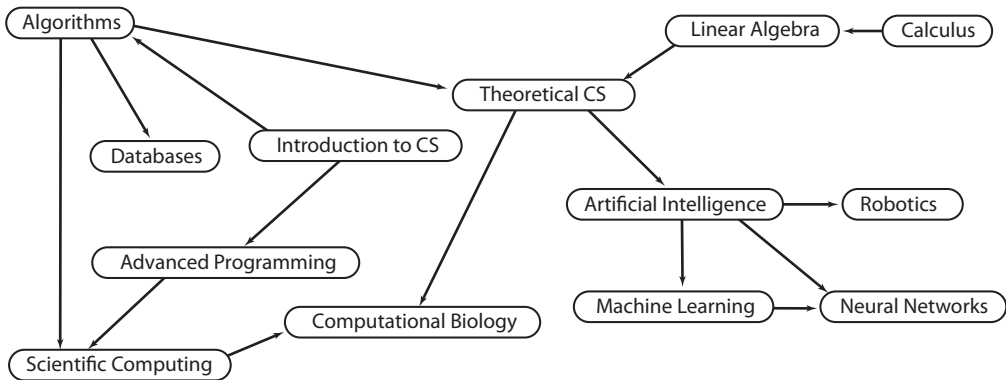 Algorithms
Linear Algebra
Calculus
Theoretical CS
Introduction to CS
Databases
Artificial Intelligence
Robotics
Advanced Programming
Machine Learning
Neural Networks
Computational Biology
Scientific Computing